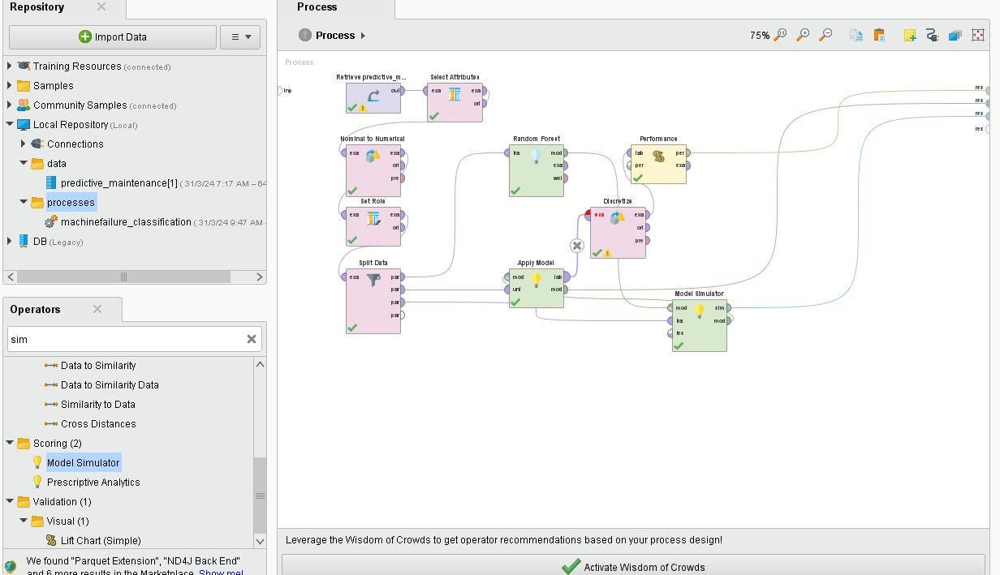 Repository
Import Data
Training Resources (connected)
Samples
Community Samples (connected)
Local Repository (Local)
Connections
data
predictive_maintenance[1] ( 31/3/24 7:17 AM – 64
processes
machinefailure_classification ( 31/3/24 9:47 AM
DB (Legacy)
Operators
sim
Data to Similarity
Data to Similarity Data
Similarity to Data
Cross Distances
Scoring (2)
Model Simulator
Prescriptive Analytics
Validation (1)
Visual (1)
Lift Chart (Simple)
We found "Parquet Extension", "ND4J Back End"
and 6 more results in the Marketplace. Show me!
Process
Process
75%
Process
inp
Retrieve predictive_m...
out
Select Attributes
exa exa
ori
res
res
res
res
Nominal to Numerical
exa exa
ori
pre
Random Forest
tra mod
exa
wei
Performance
lab per
per exa
Set Role
exa exa
ori
Discretize
exa exa
ori
pre
Split Data
exa par
par
par
par
Apply Model
mod lab
unl mod
Model Simulator
mod sim
tra mod
tes
Leverage the Wisdom of Crowds to get operator recommendations based on your process design!
Activate Wisdom of Crowds